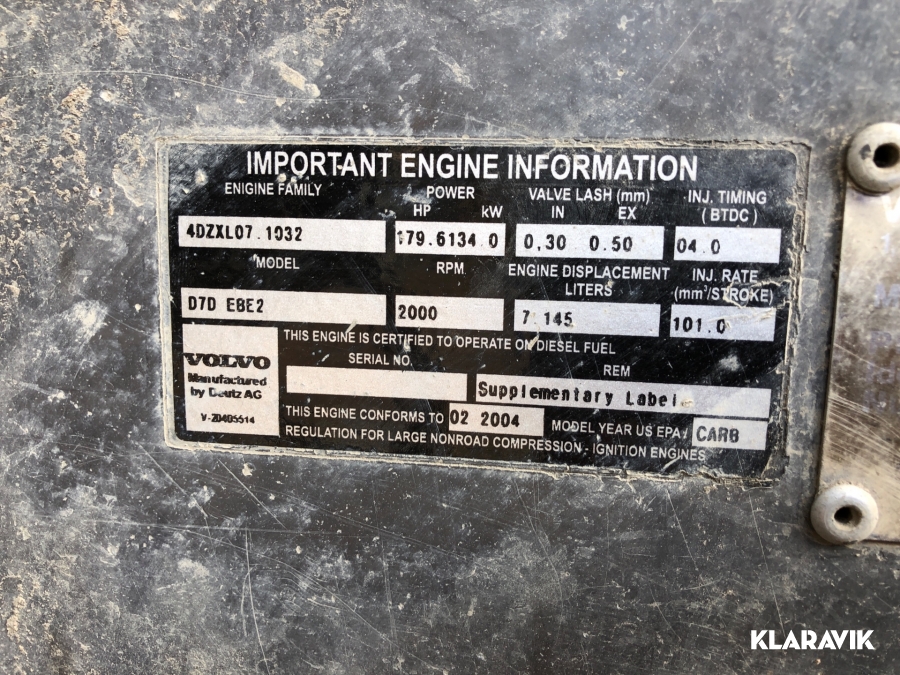 IMPORTANT ENGINE INFORMATION
ENIGINE FAMILY POWER VALVE LASH (mm) INJ. TIMING
HP kW IN EX ( BTDC )
4DZXL07.1032 179.6134.0 0,30 0.50 04.0
MODEL RPM ENGINE DISPLACEMENT INJ. RATE
LITERS (mm³/STROKE)
D7D EBE2 2000 7.145 101.0
THIS ENGINE IS CERTIFIED TO OPERATE ON DIESEL FUEL
SERIAL NO. REM
Supplementary Label
VOLVO
Manufactured
by Deutz AG
V-20405514
THIS ENGINE CONFORMS TO 02 2004 MODEL YEAR US EPA / CARB
REGULATION FOR LARGE NONROAD COMPRESSION - IGNITION ENGINES
KLARAVIK